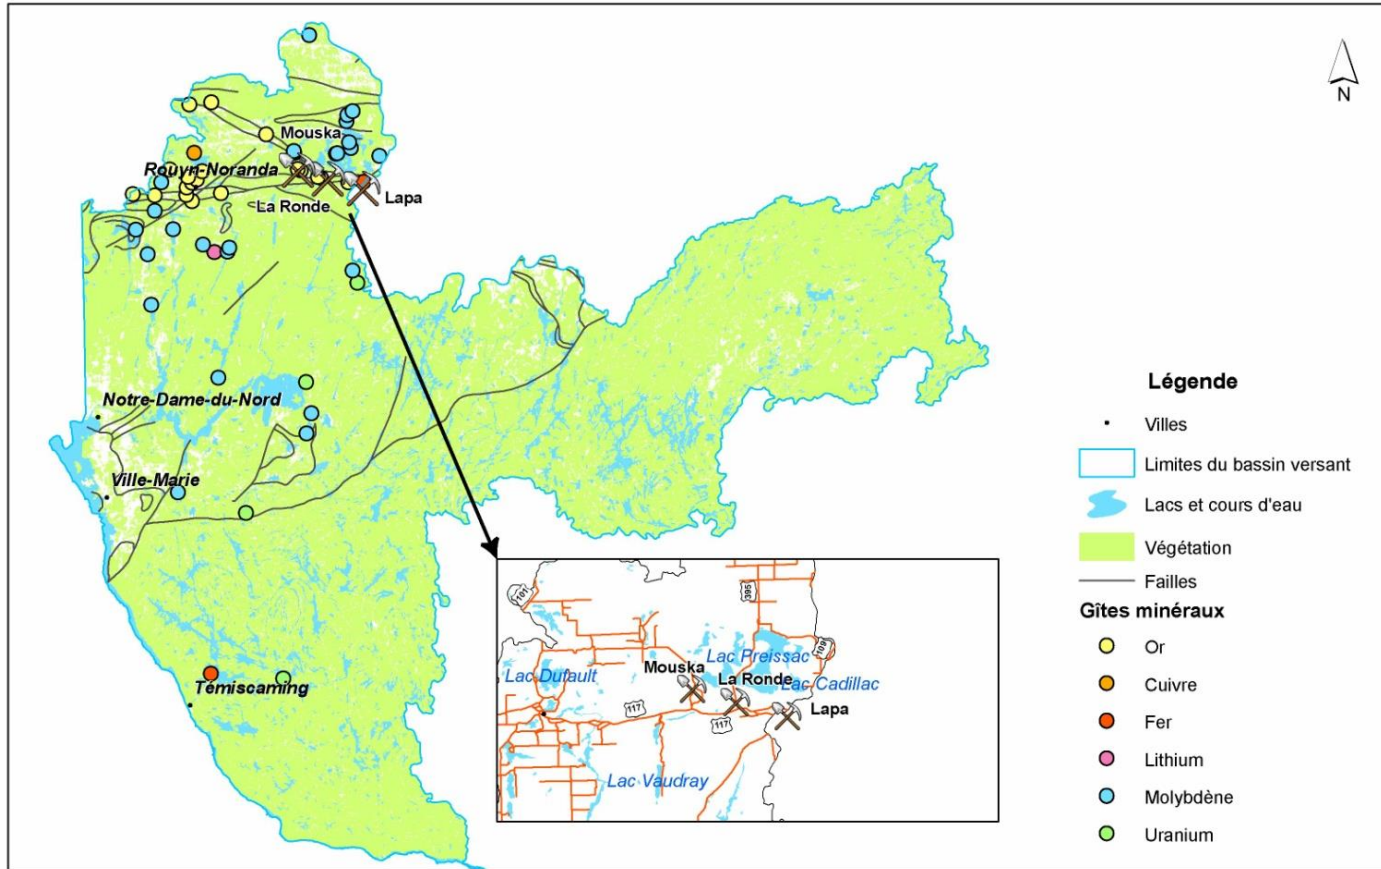 N
Mouska
Rouyn-Noranda
La Ronde
Lapa
Notre-Dame-du-Nord
Ville-Marie
Témiscaming
101
395
109
Lac Preissac
Mouska
Lac Dufault
La Ronde
Lac Cadillac
117
117
Lapa
Lac Vaudray
Légende
Villes
Limites du bassin versant
Lacs et cours d'eau
Végétation
Failles
Gîtes minéraux
Or
Cuivre
Fer
Lithium
Molybdène
Uranium